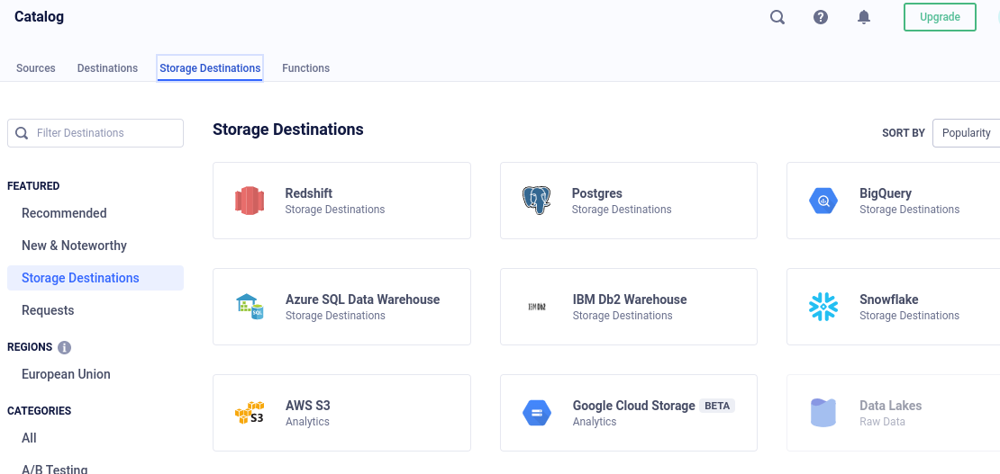 Catalog
Upgrade
Sources
Destinations
Storage Destinations
Functions
Filter Destinations
FEATURED
Recommended
New & Noteworthy
Storage Destinations
Requests
REGIONS
European Union
CATEGORIES
All
A/B Testing
Storage Destinations
SORT BY
Popularity
Redshift
Storage Destinations
Postgres
Storage Destinations
BigQuery
Storage Destinations
Azure SQL Data Warehouse
Storage Destinations
IBM Db2
IBM Db2 Warehouse
Storage Destinations
Snowflake
Storage Destinations
S3
AWS S3
Analytics
Google Cloud Storage BETA
Analytics
Data Lakes
Raw Data